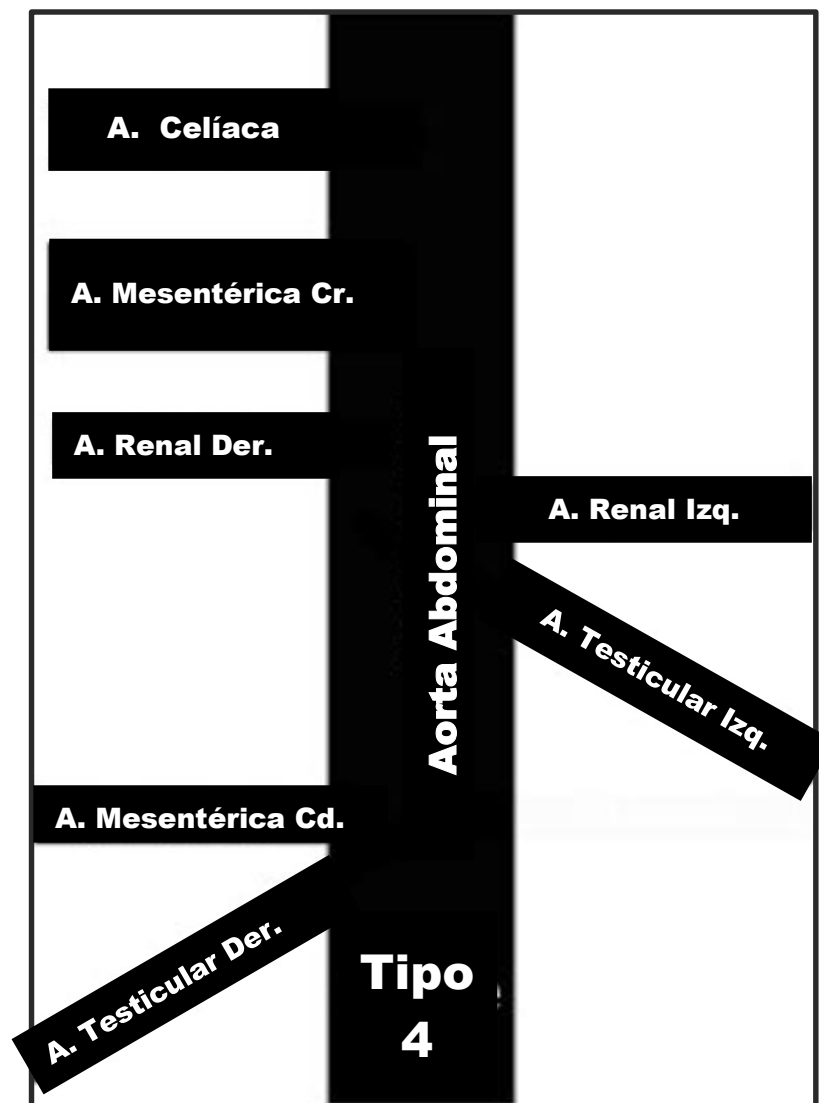 A. Celíaca
A. Mesentérica Cr.
A. Renal Der.
A. Renal Izq.
Aorta Abdominal
A. Testicular Izq.
A. Mesentérica Cd.
A. Testicular Der.
Tipo
4